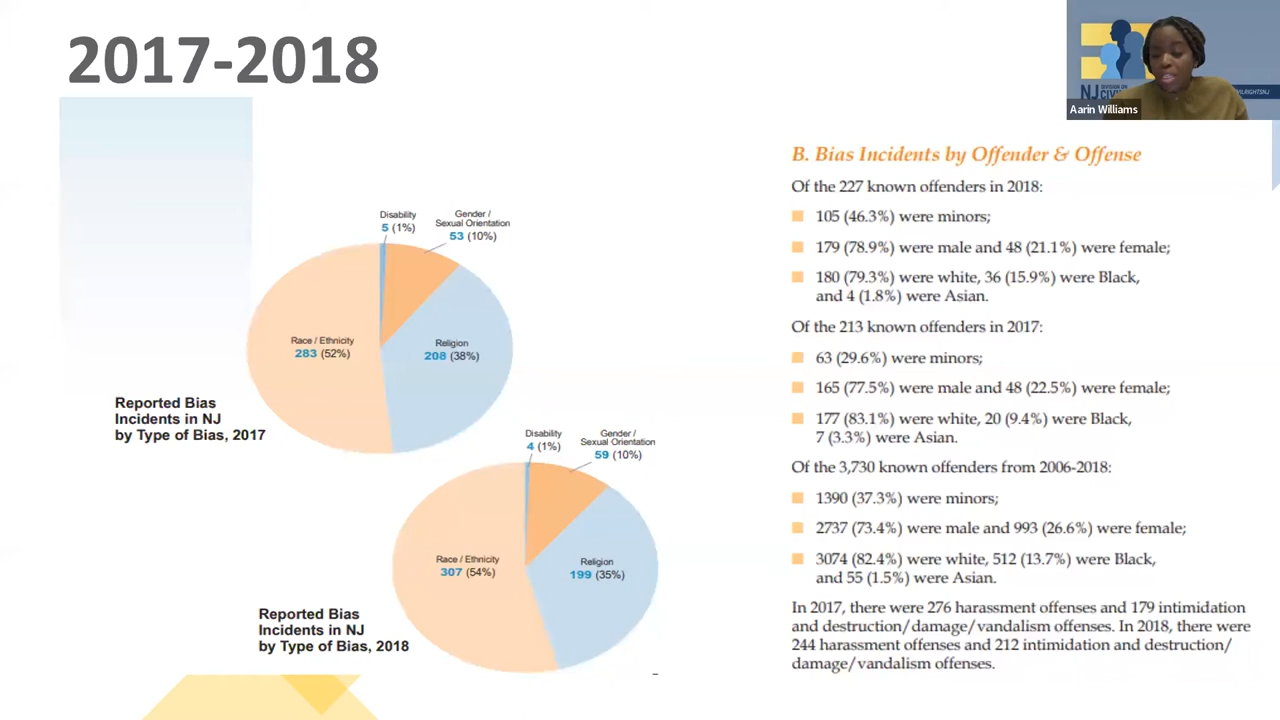 2017-2018
NJ DIVISION ON
CIVIL
VILRIGHTSNJ
Aarin Williams
Disability
5 (1%)
Gender /
Sexual Orientation
53 (10%)
Race / Ethnicity
283 (52%)
Religion
208 (38%)
Reported Bias
Incidents in NJ
by Type of Bias, 2017
Disability
4 (1%)
Gender /
Sexual Orientation
59 (10%)
Race / Ethnicity
307 (54%)
Religion
199 (35%)
Reported Bias
Incidents in NJ
by Type of Bias, 2018
B. Bias Incidents by Offender & Offense
Of the 227 known offenders in 2018:
105 (46.3%) were minors;
179 (78.9%) were male and 48 (21.1%) were female;
180 (79.3%) were white, 36 (15.9%) were Black,
and 4 (1.8%) were Asian.
Of the 213 known offenders in 2017:
63 (29.6%) were minors;
165 (77.5%) were male and 48 (22.5%) were female;
177 (83.1%) were white, 20 (9.4%) were Black,
7 (3.3%) were Asian.
Of the 3,730 known offenders from 2006-2018:
1390 (37.3%) were minors;
2737 (73.4%) were male and 993 (26.6%) were female;
3074 (82.4%) were white, 512 (13.7%) were Black,
and 55 (1.5%) were Asian.
In 2017, there were 276 harassment offenses and 179 intimidation
and destruction/damage/vandalism offenses. In 2018, there were
244 harassment offenses and 212 intimidation and destruction/
damage/vandalism offenses.